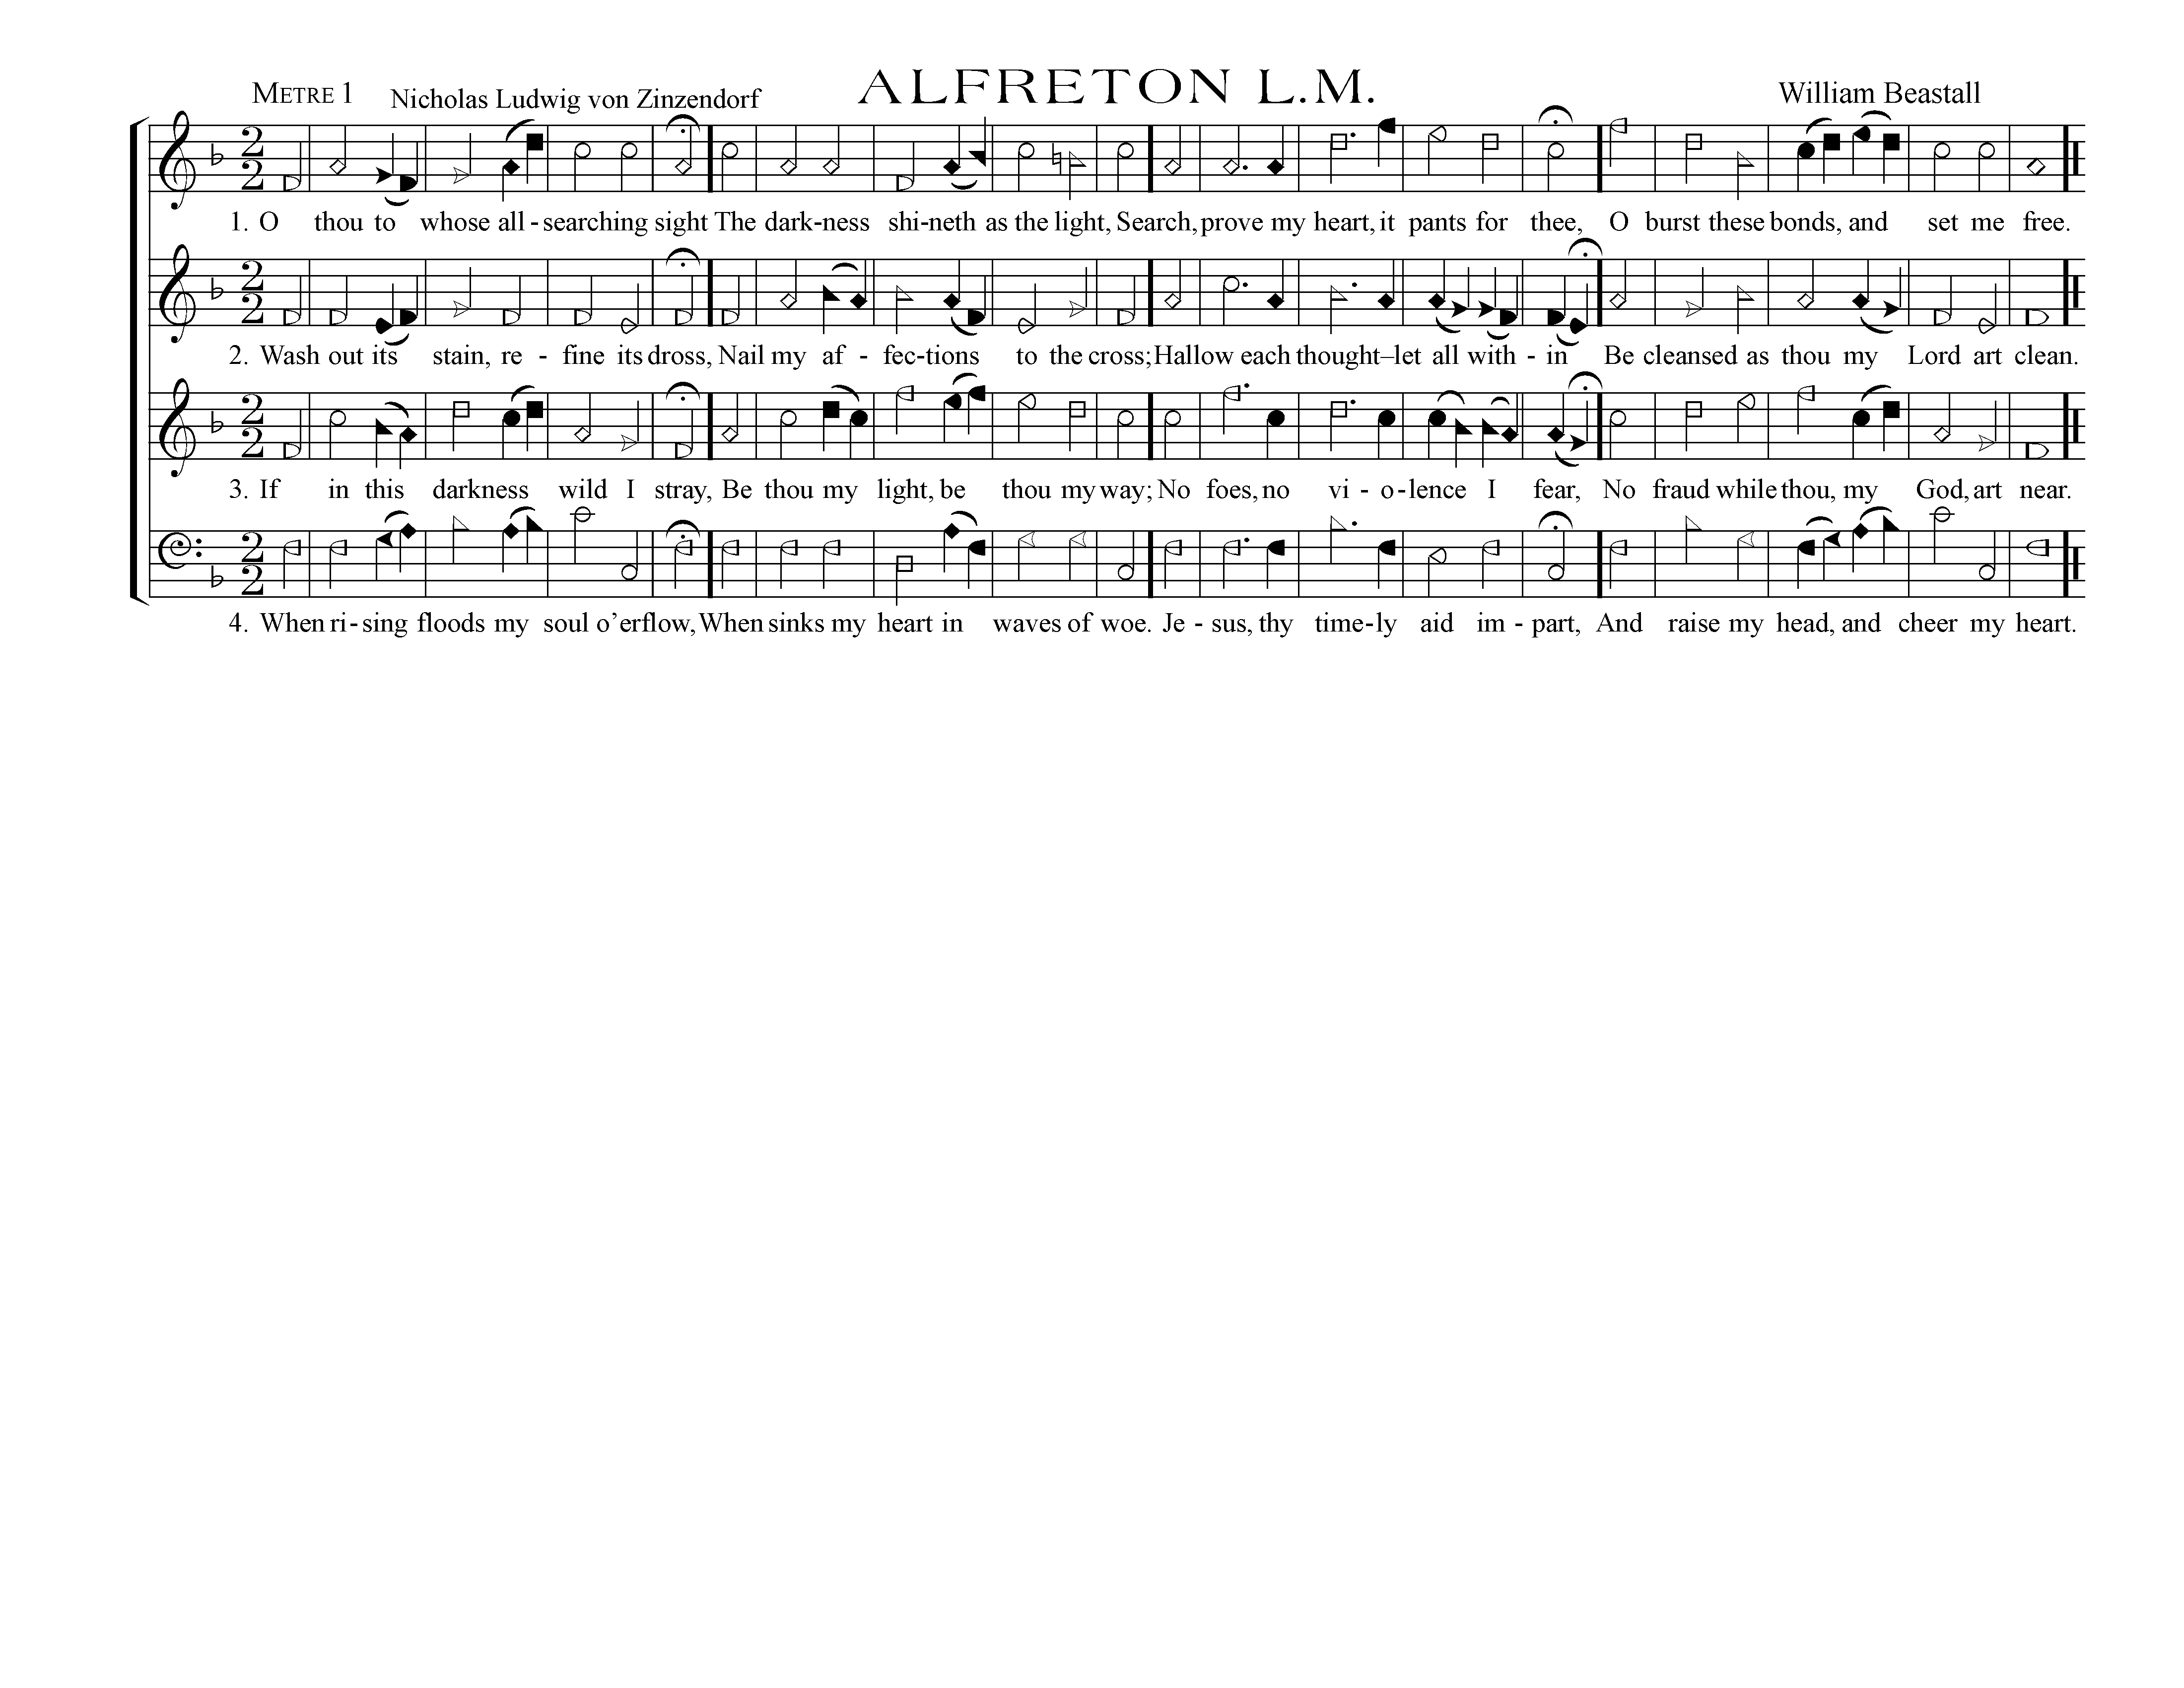 METRE 1 Nicholas Ludwig von Zinzendorf ALFRETON L.M. William Beastall
1. O thou to whose all - searching sight The dark-ness shi-neth as the light, Search, prove my heart, it pants for thee, O burst these bonds, and set me free.
2. Wash out its stain, re - fine its dross, Nail my af - fec-tions to the cross; Hallow each thought–let all with - in Be cleansed as thou my Lord art clean.
3. If in this darkness wild I stray, Be thou my light, be thou my way; No foes, no vi - o-lence I fear, No fraud while thou, my God, art near.
4. When ri-sing floods my soul o’erflow, When sinks my heart in waves of woe. Je - sus, thy time-ly aid im - part, And raise my head, and cheer my heart.